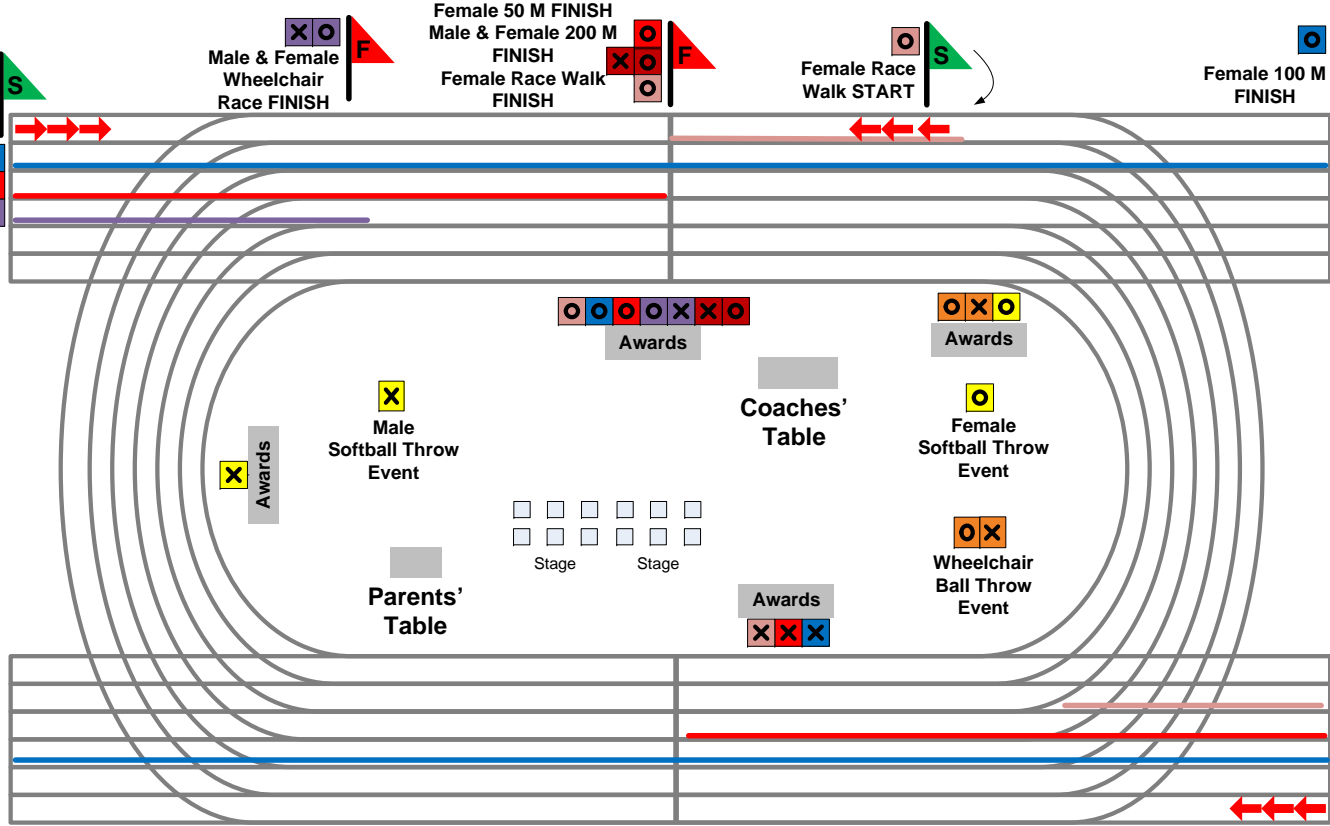 Female 50 M FINISH
Male & Female 200 M
FINISH
Female Race Walk
FINISH
X O
Male & Female
Wheelchair
Race FINISH
F
O
X O
O
F
O
Female Race
Walk START
S
O
Female 100 M
FINISH
S
O O O O X X O
Awards
O X O
Awards
X
Male
Softball Throw
Event
X
Awards
Coaches'
Table
O
Female
Softball Throw
Event
Stage
Stage
O X
Wheelchair
Ball Throw
Event
Parents'
Table
Awards
X X X